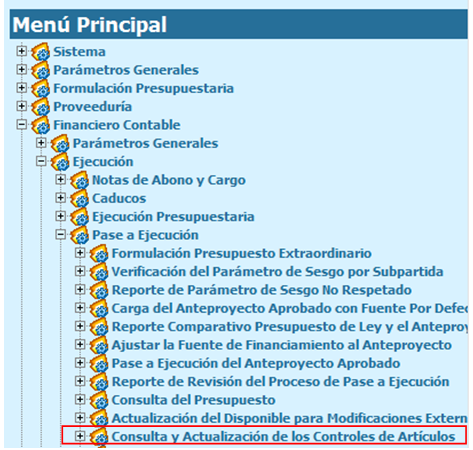 Menú Principal
Sistema
Parámetros Generales
Formulación Presupuestaria
Proveeduría
Financiero Contable
Parámetros Generales
Ejecución
Notas de Abono y Cargo
Caducos
Ejecución Presupuestaria
Pase a Ejecución
Formulación Presupuesto Extraordinario
Verificación del Parámetro de Sesgo por Subpartida
Reporte de Parámetro de Sesgo No Respetado
Carga del Anteproyecto Aprobado con Fuente Por Defec
Reporte Comparativo Presupuesto de Ley y el Anteproy
Ajustar la Fuente de Financiamiento al Anteproyecto
Pase a Ejecución del Anteproyecto Aprobado
Reporte de Revisión del Proceso de Pase a Ejecución
Consulta del Presupuesto
Actualización del Disponible para Modificaciones Extern
Consulta y Actualización de los Controles de Artículos